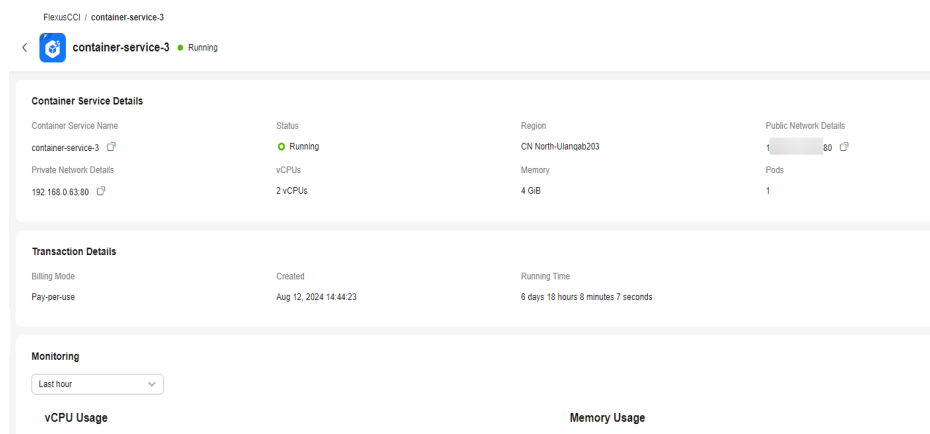 FlexusCCI / container-service-3
container-service-3 Running
Container Service Details
Container Service Name Status Region Public Network Details
container-service-3 Running CN North-Ulanqab203 1 80
Private Network Details vCPUs Memory Pods
192.168.0.63:80 2 vCPUs 4 GiB 1
Transaction Details
Billing Mode Created Running Time
Pay-per-use Aug 12, 2024 14:44:23 6 days 18 hours 8 minutes 7 seconds
Monitoring
Last hour
vCPU Usage Memory Usage